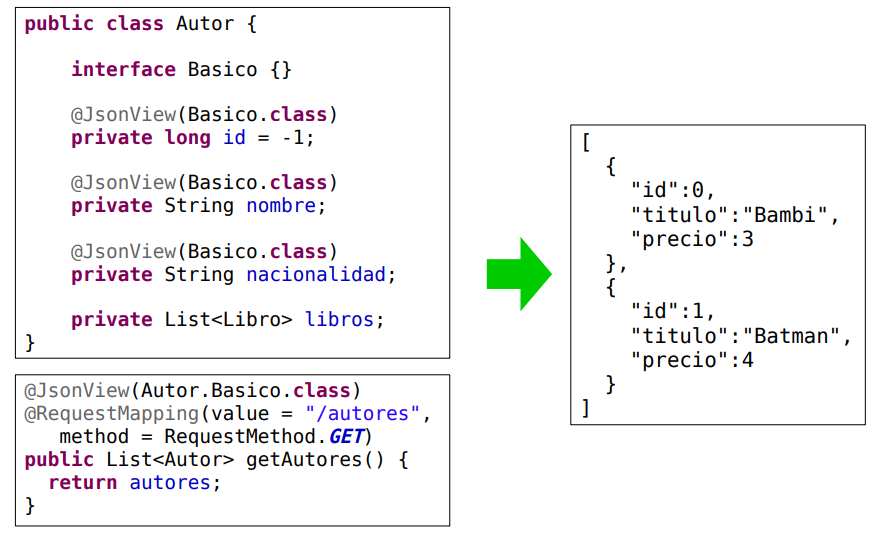 public class Autor {
interface Basico {}
@JsonView(Basico.class)
private long id = -1;
@JsonView(Basico.class)
private String nombre;
@JsonView(Basico.class)
private String nacionalidad;
private List<Libro> libros;
}
@JsonView(Autor.Basico.class)
@RequestMapping(value = "/autores",
method = RequestMethod.GET)
public List<Autor> getAutores() {
return autores;
}
[
{
"id":0,
"titulo":"Bambi",
"precio":3
},
{
"id":1,
"titulo":"Batman",
"precio":4
}
]